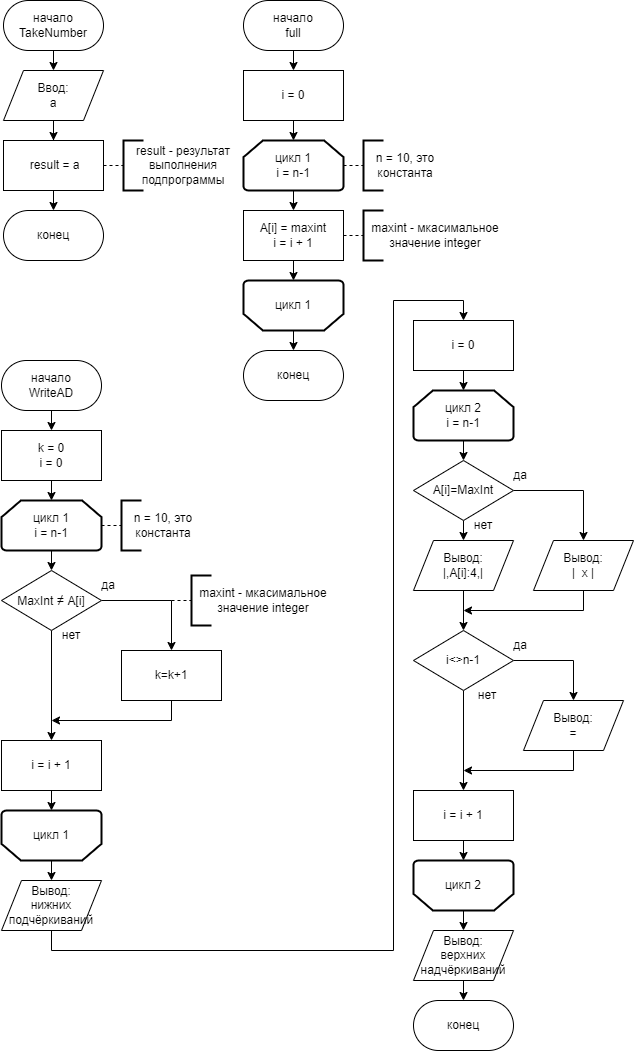 начало
TakeNumber
Ввод:
a
result = a
result - результат
выполнения
подпрограммы
конец
начало
full
i = 0
цикл 1
i = n-1
n = 10, это
константа
A[i] = maxint
i = i + 1
maxint - мкасимальное
значение integer
цикл 1
конец
начало
WriteAD
k = 0
i = 0
цикл 1
i = n-1
n = 10, это
константа
MaxInt ≠ A[i]
да
нет
maxint - мкасимальное
значение integer
k=k+1
i = i + 1
цикл 1
Вывод:
нижних
подчёркиваний
i = 0
цикл 2
i = n-1
A[i]=MaxInt
да
нет
Вывод:
|,A[i]:4,|
Вывод:
| x |
i<>n-1
да
нет
Вывод:
=
i = i + 1
цикл 2
Вывод:
верхних
надчёркиваний
конец